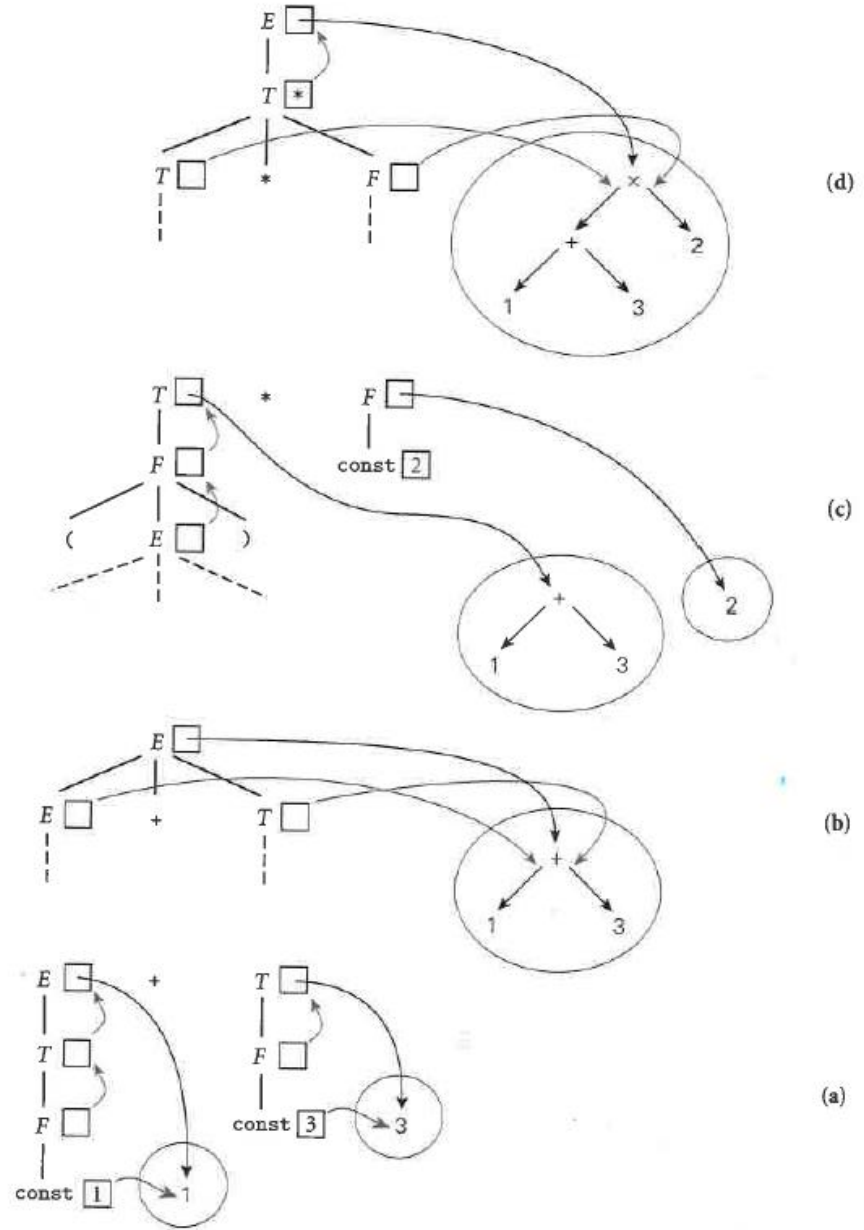 E
T *
T * F
×
(d)
+ 2
1 3
T * F
F const 2
(c)
( E )
+ 2
1 3
E
E + T
(b)
+
1 3
E + T
T F
(a)
F const 3 3
const 1 1